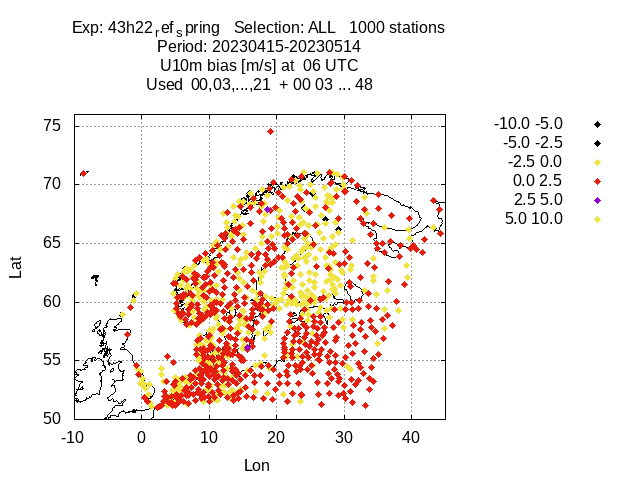 Exp: 43h22refspring   Selection: ALL   1000 stations
Period: 20230415-20230514
U10m bias [m/s] at  06 UTC
Used  00,03,...,21  + 00 03 ... 48
-10.0 -5.0
-5.0 -2.5
-2.5 0.0
0.0 2.5
2.5 5.0
5.0 10.0
75
70
65
60
55
50
Lat
-10 0 10 20 30 40
Lon